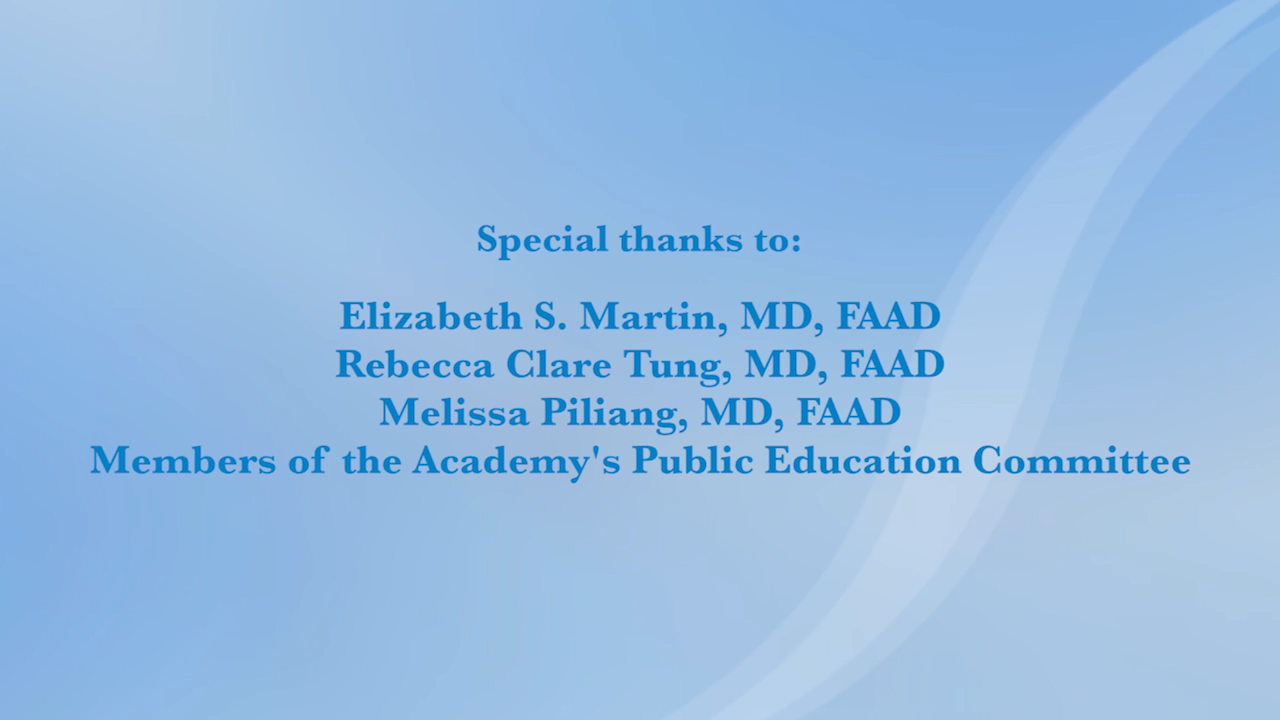 Special thanks to:
Elizabeth S. Martin, MD, FAAD
Rebecca Clare Tung, MD, FAAD
Melissa Piliang, MD, FAAD
Members of the Academy's Public Education Committee